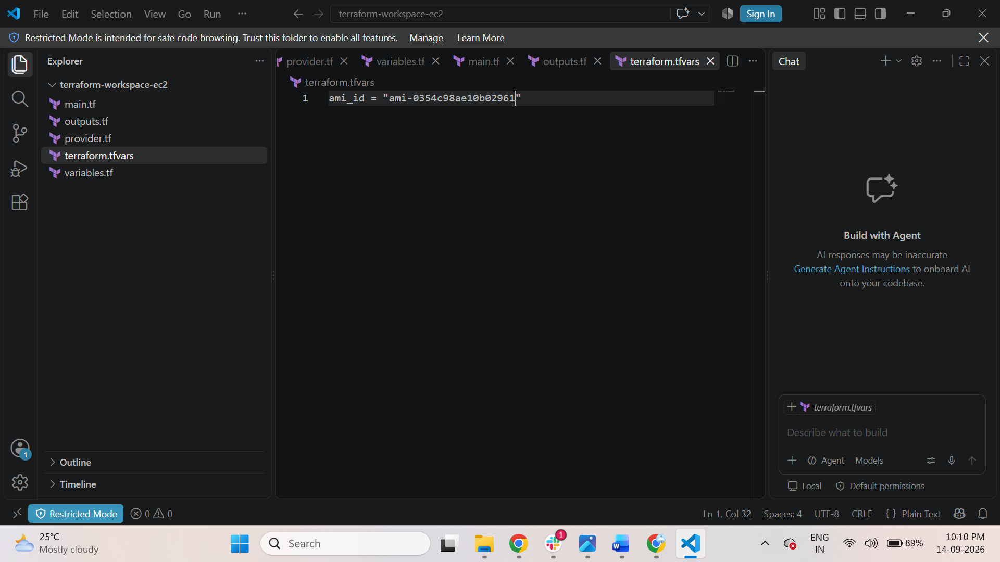 File Edit Selection View Go Run ··· terraform-workspace-ec2 Sign In
Restricted Mode is intended for safe code browsing. Trust this folder to enable all features. Manage Learn More
Explorer
terraform-workspace-ec2
main.tf
outputs.tf
provider.tf
terraform.tfvars
variables.tf
Outline
Timeline
provider.tf variables.tf main.tf outputs.tf terraform.tfvars
terraform.tfvars
1 ami_id = "ami-0354c98ae10b02961"
Chat
Build with Agent
AI responses may be inaccurate
Generate Agent Instructions to onboard AI
onto your codebase.
terraform.tfvars
Describe what to build
Agent Models
Local Default permissions
1
Restricted Mode 0 0 Ln 1, Col 32 Spaces: 4 UTF-8 CRLF { } Plain Text
25°C
Mostly cloudy
Search
1
ENG
IN
89%
10:10 PM
14-09-2026